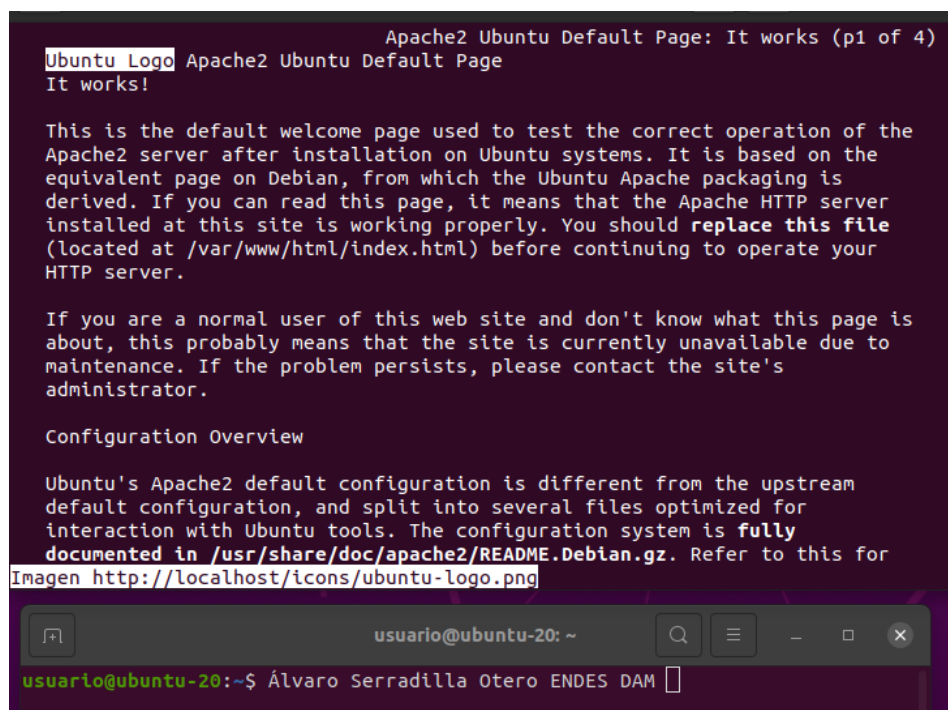 Apache2 Ubuntu Default Page: It works (p1 of 4)
Ubuntu Logo Apache2 Ubuntu Default Page
It works!
This is the default welcome page used to test the correct operation of the
Apache2 server after installation on Ubuntu systems. It is based on the
equivalent page on Debian, from which the Ubuntu Apache packaging is
derived. If you can read this page, it means that the Apache HTTP server
installed at this site is working properly. You should replace this file
(located at /var/www/html/index.html) before continuing to operate your
HTTP server.
If you are a normal user of this web site and don't know what this page is
about, this probably means that the site is currently unavailable due to
maintenance. If the problem persists, please contact the site's
administrator.
Configuration Overview
Ubuntu's Apache2 default configuration is different from the upstream
default configuration, and split into several files optimized for
interaction with Ubuntu tools. The configuration system is fully
documented in /usr/share/doc/apache2/README.Debian.gz. Refer to this for
Imagen http://localhost/icons/ubuntu-logo.png
usuario@ubuntu-20: ~
usuario@ubuntu-20:~$ Álvaro Serradilla Otero ENDES DAM